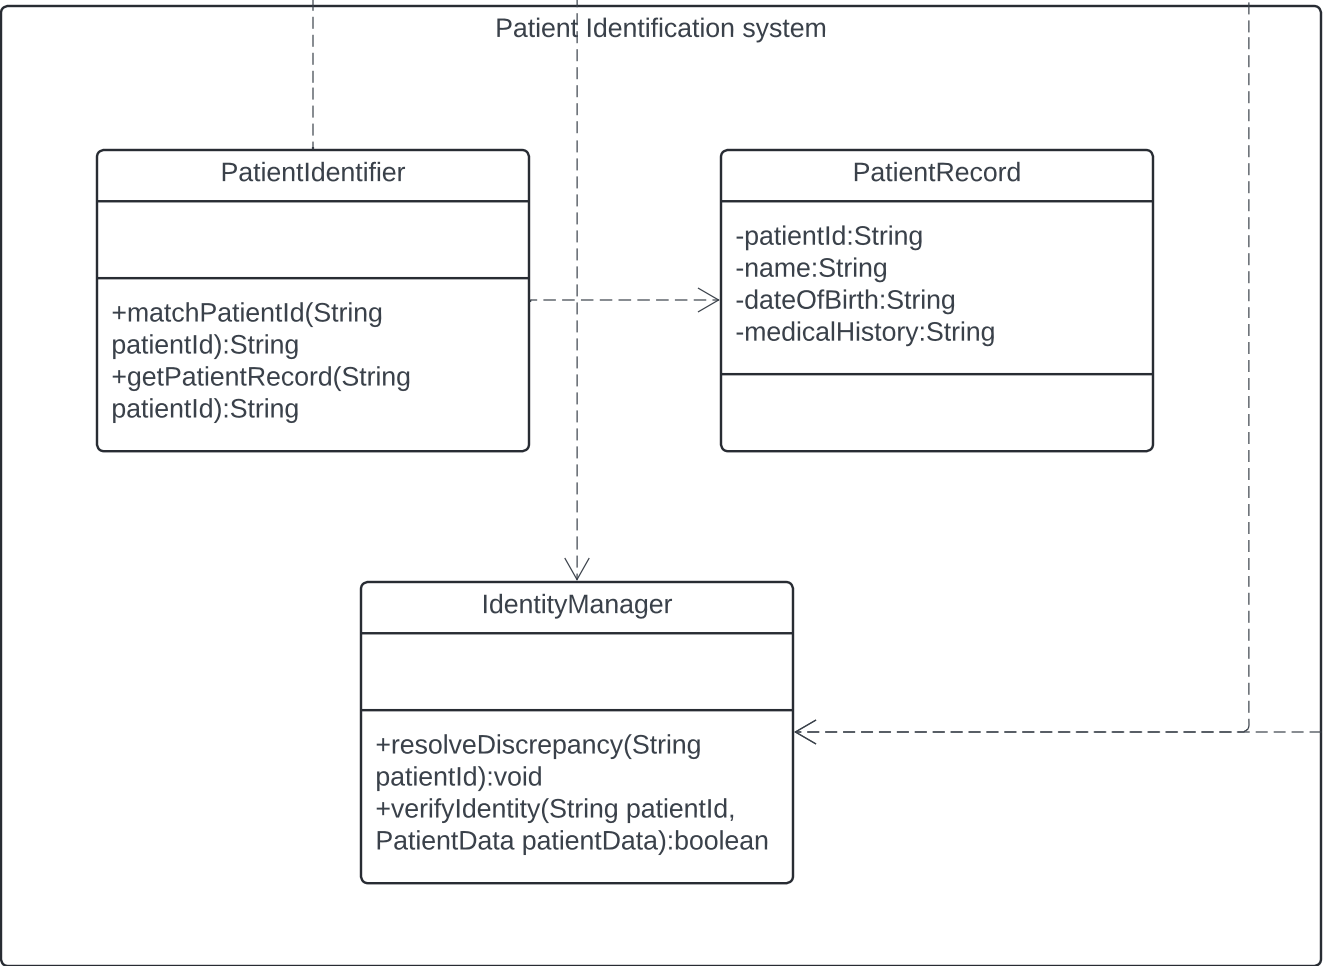 Patient Identification system
PatientIdentifier
+matchPatientId(String
patientId):String
+getPatientRecord(String
patientId):String
PatientRecord
-patientId:String
-name:String
-dateOfBirth:String
-medicalHistory:String
IdentityManager
+resolveDiscrepancy(String
patientId):void
+verifyIdentity(String patientId,
PatientData patientData):boolean